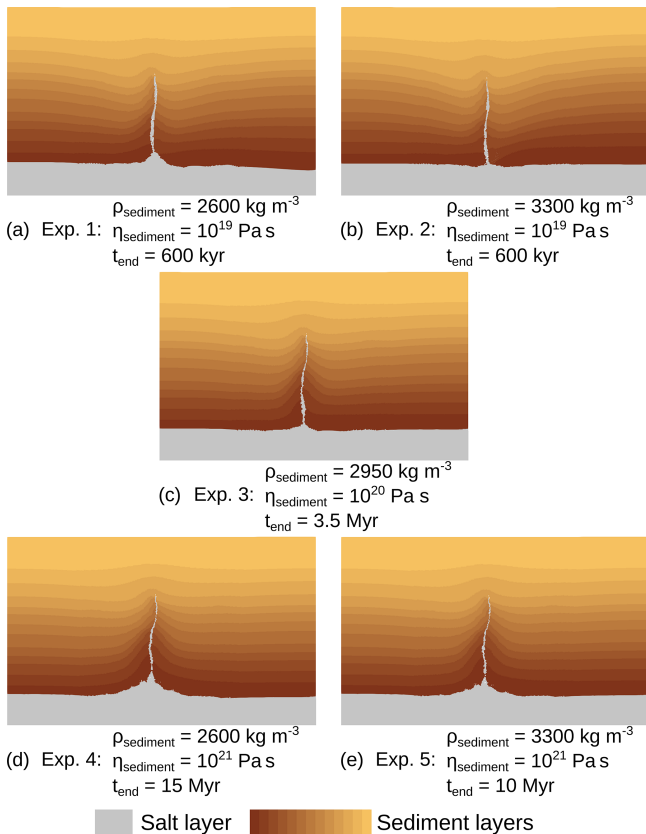 (a) Exp. 1: ρsediment = 2600 kg m-3
ηsediment = 10^19 Pa s
tend = 600 kyr
(b) Exp. 2: ρsediment = 3300 kg m-3
ηsediment = 10^19 Pa s
tend = 600 kyr
(c) Exp. 3: ρsediment = 2950 kg m-3
ηsediment = 10^20 Pa s
tend = 3.5 Myr
(d) Exp. 4: ρsediment = 2600 kg m-3
ηsediment = 10^21 Pa s
tend = 15 Myr
(e) Exp. 5: ρsediment = 3300 kg m-3
ηsediment = 10^21 Pa s
tend = 10 Myr
Salt layer
Sediment layers